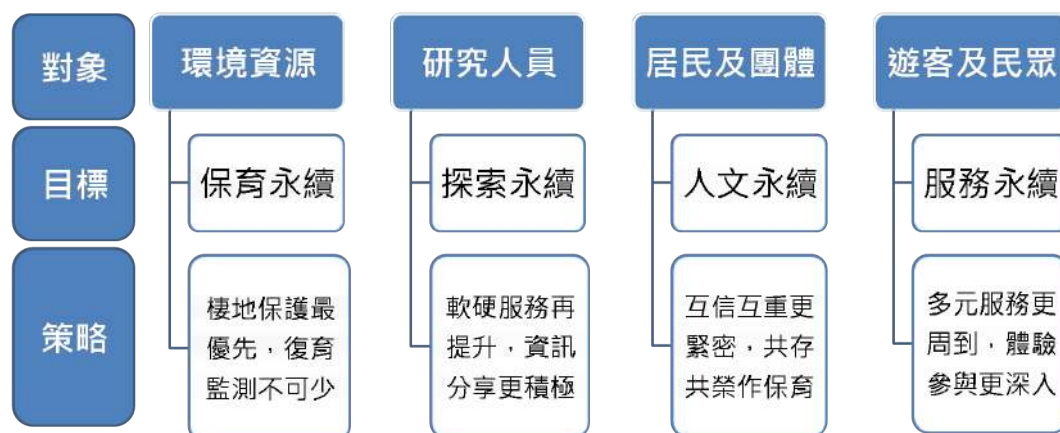 對象
環境資源
研究人員
居民及團體
遊客及民眾
目標
保育永續
探索永續
人文永續
服務永續
策略
棲地保護最
優先，復育
監測不可少
軟硬服務再
提升，資訊
分享更積極
互信互重更
緊密，共存
共榮作保育
多元服務更
周到，體驗
參與更深入